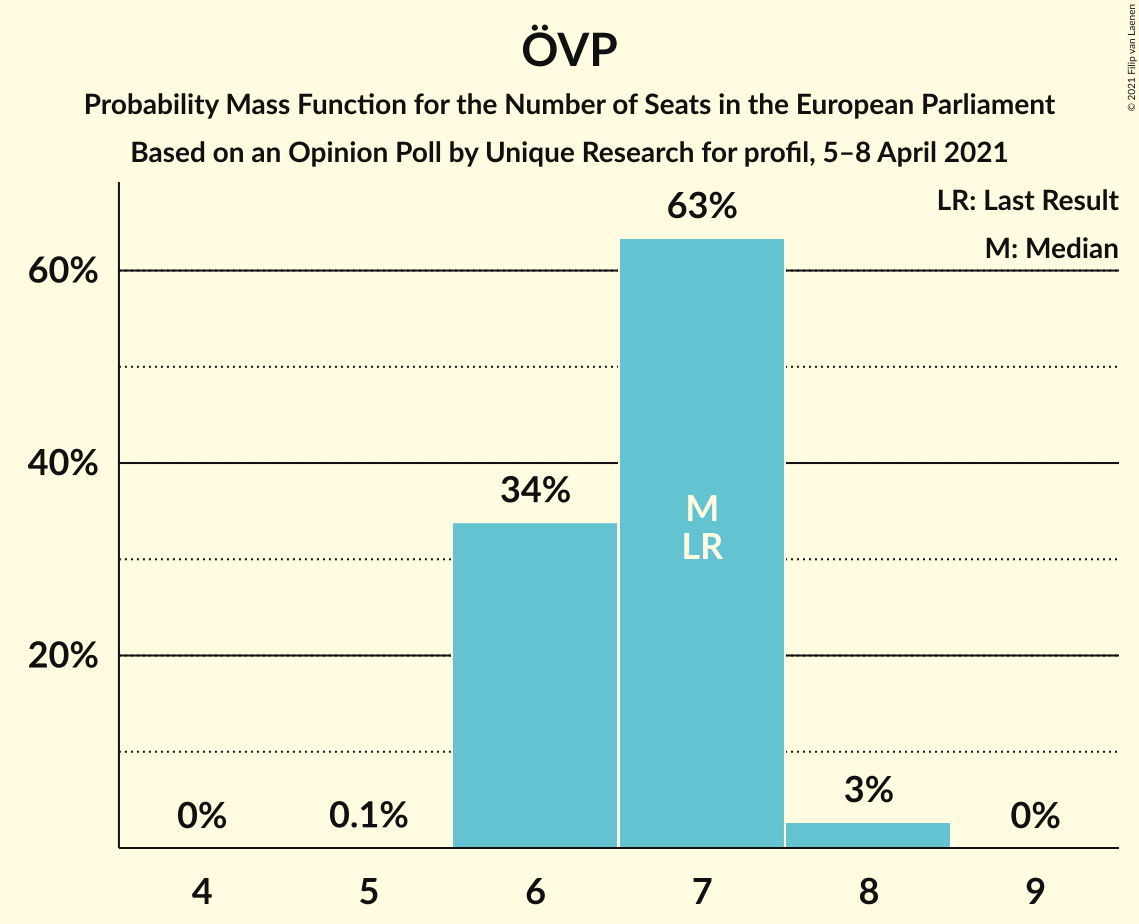 ÖVP
Probability Mass Function for the Number of Seats in the European Parliament
Based on an Opinion Poll by Unique Research for profil, 5–8 April 2021
© 2021 Filip van Laenen
LR: Last Result
M: Median
60%
40%
20%
0%
0.1%
34%
63%
M
LR
3%
0%
4
5
6
7
8
9